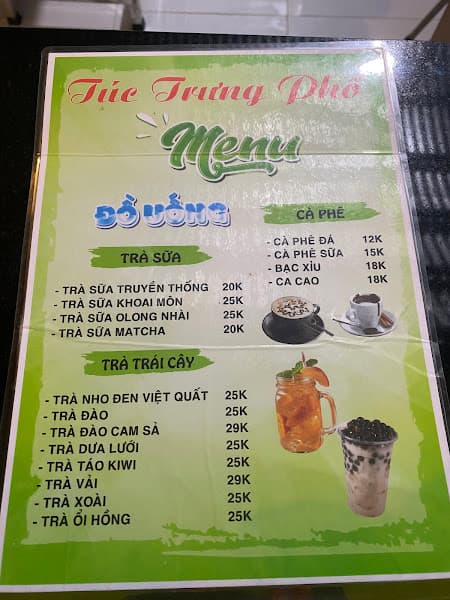 Túc Trưng Phố
Menu
ĐỒ UỐNG
TRÀ SỮA
- TRÀ SỮA TRUYỀN THỐNG 20K
- TRÀ SỮA KHOAI MÔN 25K
- TRÀ SỮA OLONG NHÀI 25K
- TRÀ SỮA MATCHA 20K
CÀ PHÊ
- CÀ PHÊ ĐÁ 12K
- CÀ PHÊ SỮA 15K
- BẠC XỈU 18K
- CA CAO 18K
TRÀ TRÁI CÂY
- TRÀ NHO ĐEN VIỆT QUẤT 25K
- TRÀ ĐÀO 25K
- TRÀ ĐÀO CAM SẢ 29K
- TRÀ DƯA LƯỚI 25K
- TRÀ TÁO KIWI 25K
- TRÀ VẢI 29K
- TRÀ XOÀI 25K
- TRÀ ỔI HỒNG 25K